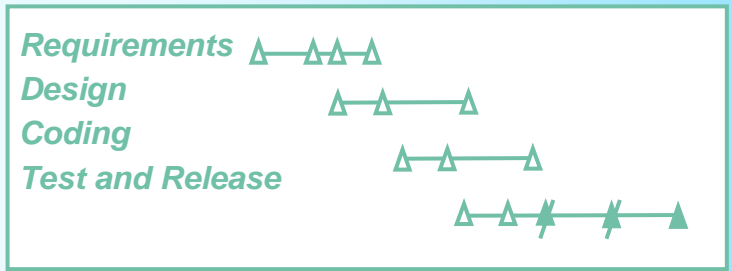 Requirements
Design
Coding
Test and Release